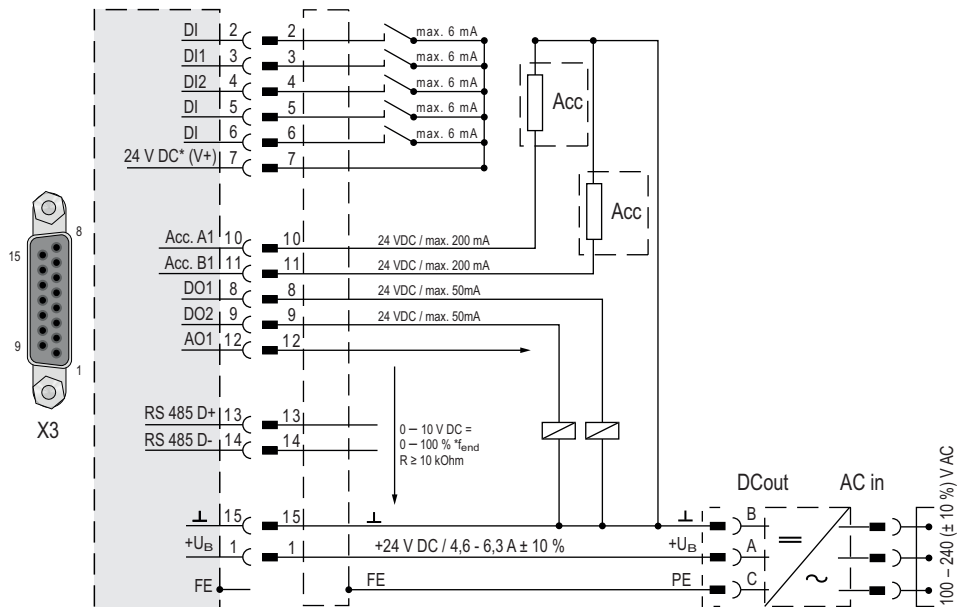 DI 2 2 max. 6 mA
DI1 3 3 max. 6 mA
DI2 4 4 max. 6 mA
DI 5 5 max. 6 mA
DI 6 6 max. 6 mA
24 V DC* (V+) 7 7
Acc
Acc
8
15
9
1
X3
Acc. A1 10 10 24 VDC / max. 200 mA
Acc. B1 11 11 24 VDC / max. 200 mA
DO1 8 8 24 VDC / max. 50mA
DO2 9 9 24 VDC / max. 50mA
AO1 12 12
RS 485 D+ 13 13
RS 485 D- 14 14
0 – 10 V DC =
0 – 100 % *fend
R ≥ 10 kOhm
DCout AC in
⊥ 15 15 ⊥ ⊥ B
+UB 1 1 +24 V DC / 4,6 - 6,3 A ± 10 % +UB A
FE FE PE C
= ~
100 – 240 (± 10 %) V AC